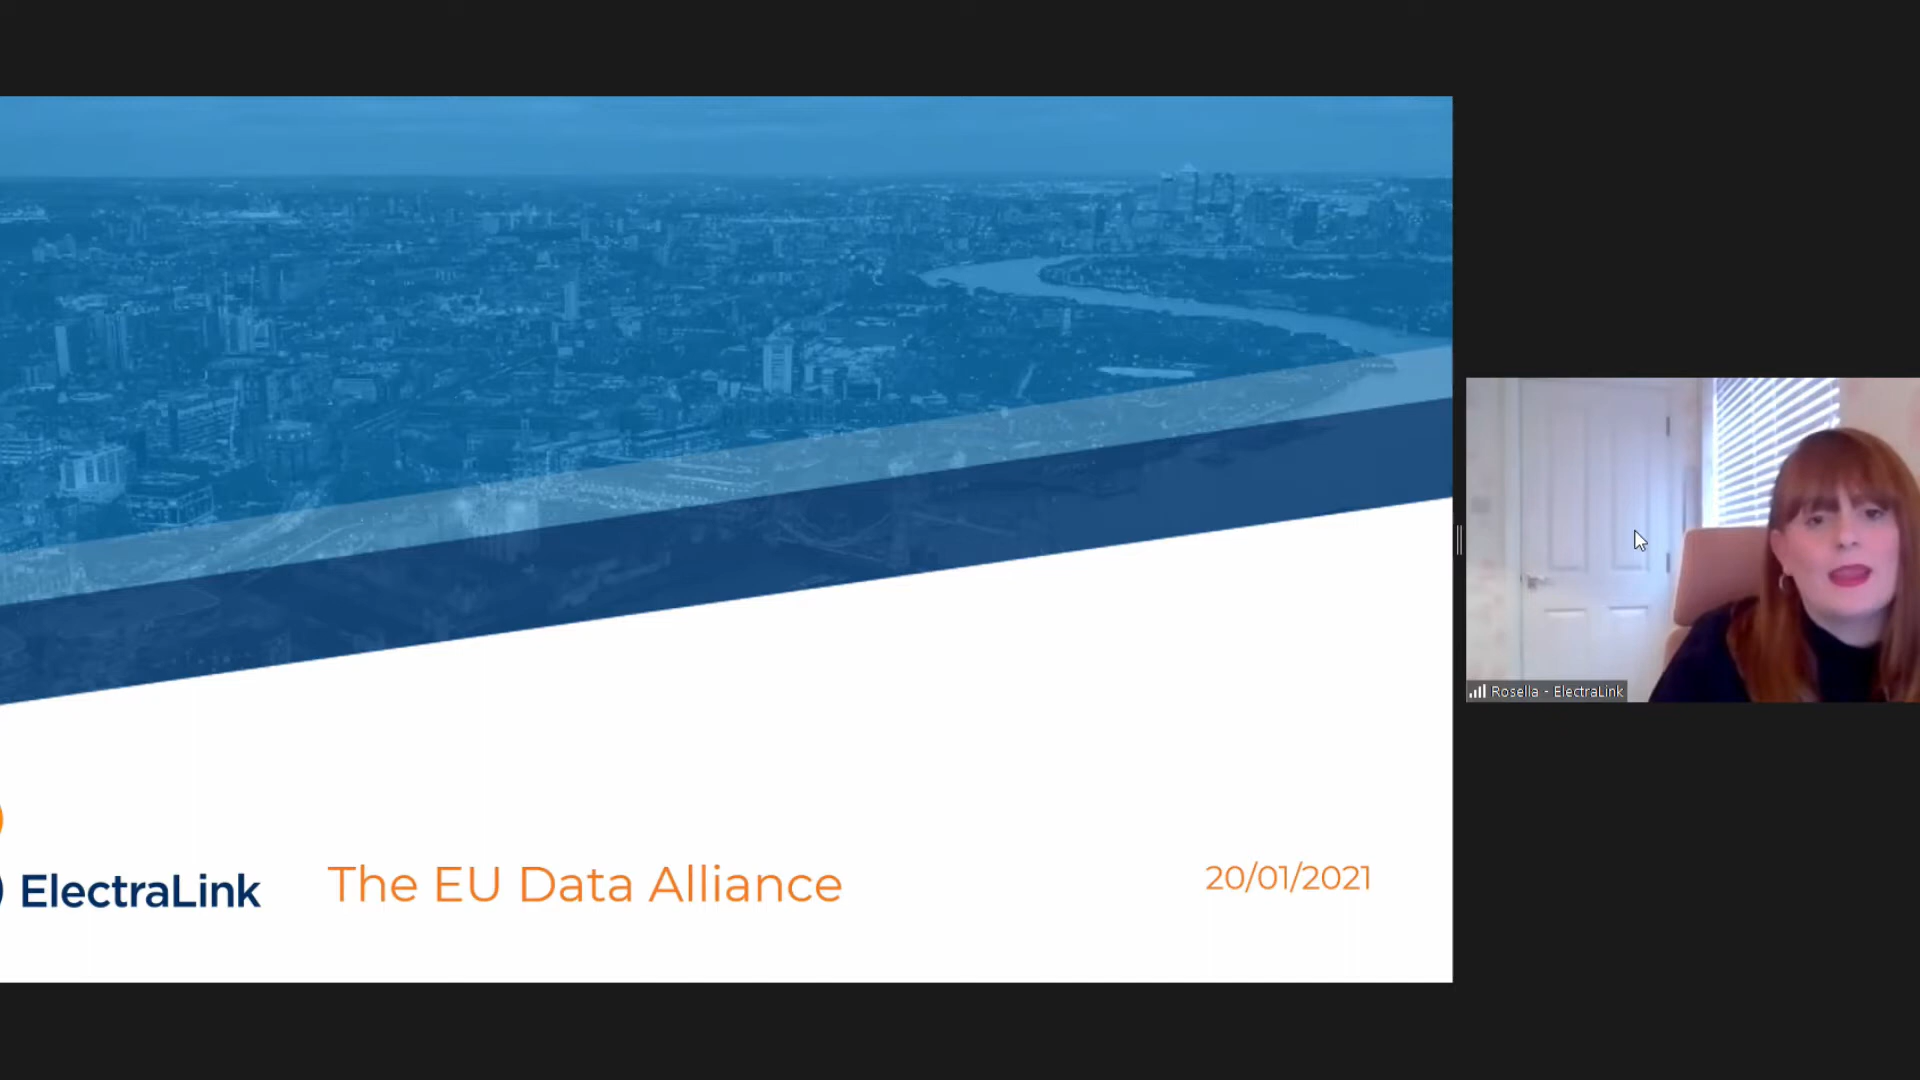 ElectraLink
The EU Data Alliance
20/01/2021
Rosella - ElectraLink